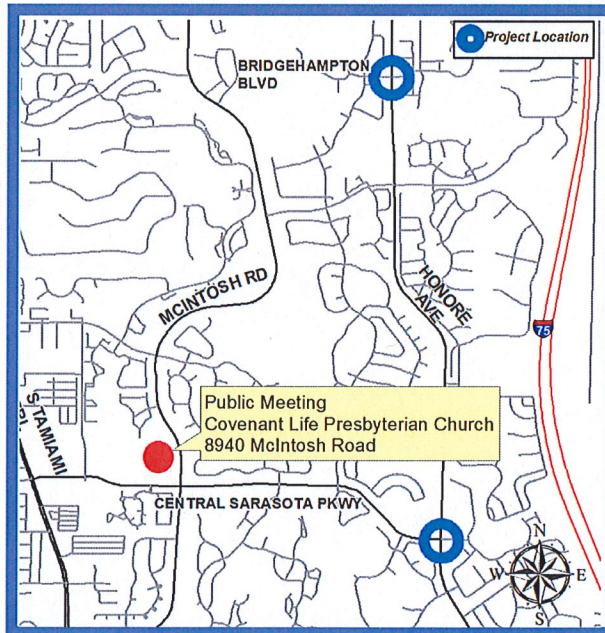 Project Location
BRIDGEHAMPTON
BLVD
MCINTOSH RD
HONORE
AVE
75
Public Meeting
Covenant Life Presbyterian Church
8940 McIntosh Road
S TAMIAMI
CENTRAL SARASOTA PKWY
N
W
E
S